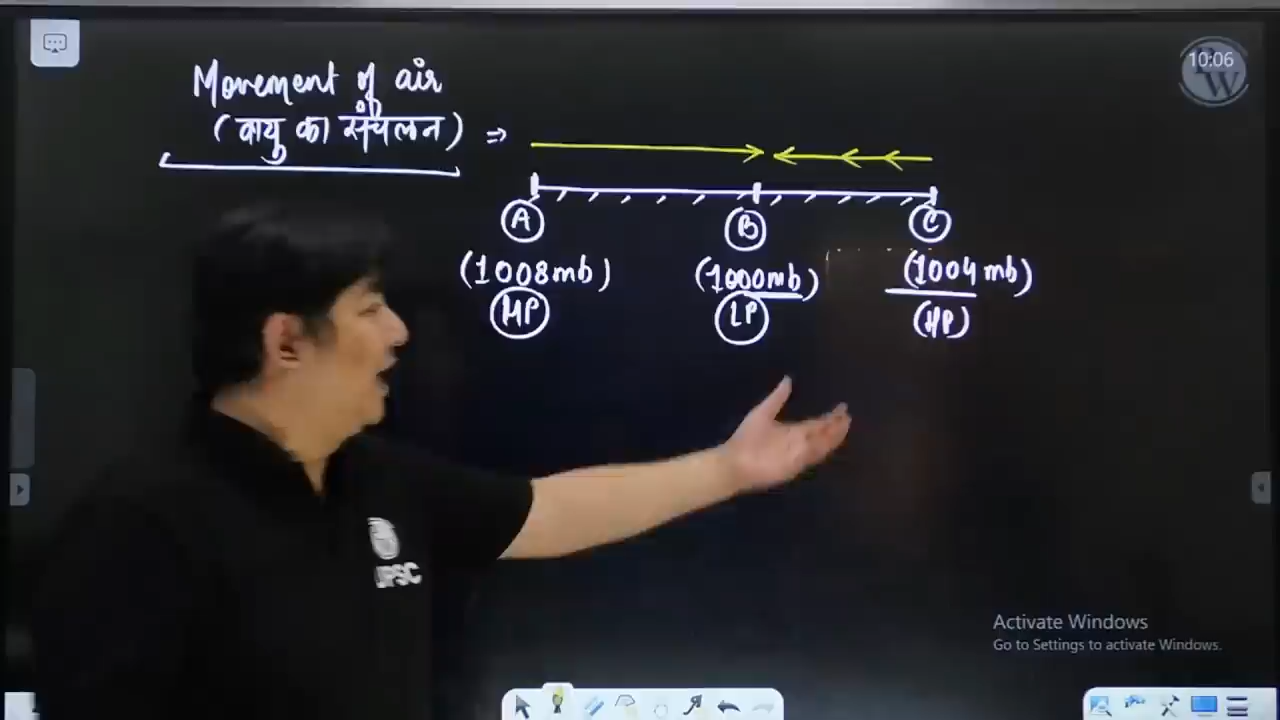 10:06
Movement of air
(वायु का संचलन) ⇒
A B C
(1008mb) (1000mb) (1004mb)
HP LP (HP)
UPSC
Activate Windows
Go to Settings to activate Windows.